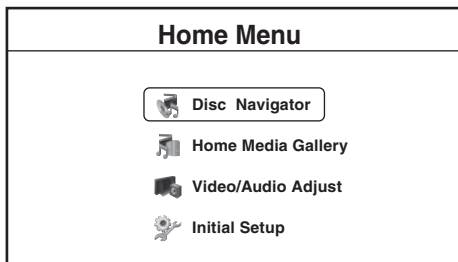 Home Menu
Disc Navigator
Home Media Gallery
Video/Audio Adjust
Initial Setup